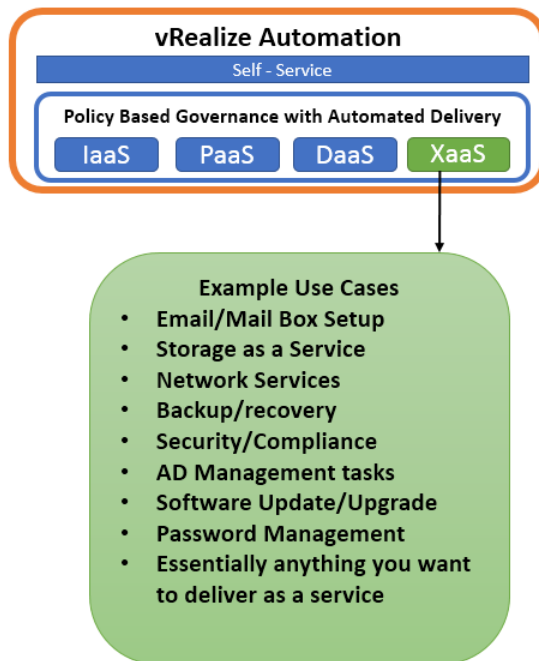 vRealize Automation
Self - Service
Policy Based Governance with Automated Delivery
IaaS PaaS DaaS XaaS
Example Use Cases
• Email/Mail Box Setup
• Storage as a Service
• Network Services
• Backup/recovery
• Security/Compliance
• AD Management tasks
• Software Update/Upgrade
• Password Management
• Essentially anything you want
to deliver as a service